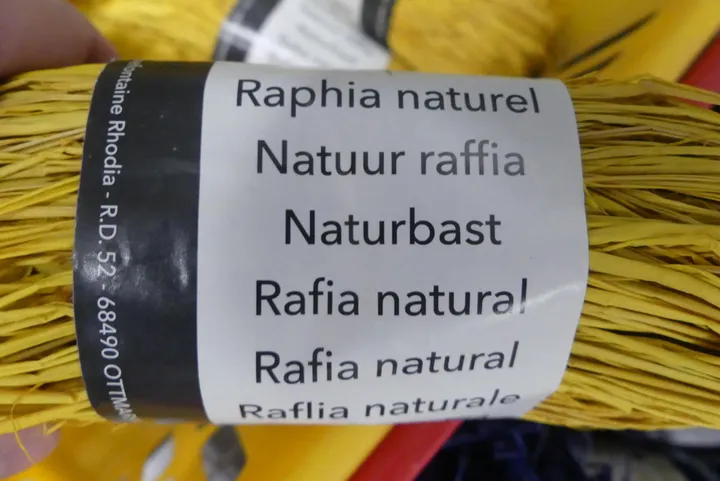 Raphia naturel
Natuur raffia
Naturbast
Rafia natural
Rafia natural
Raflia naturale
Rhodia - R.D. 52 - 68490